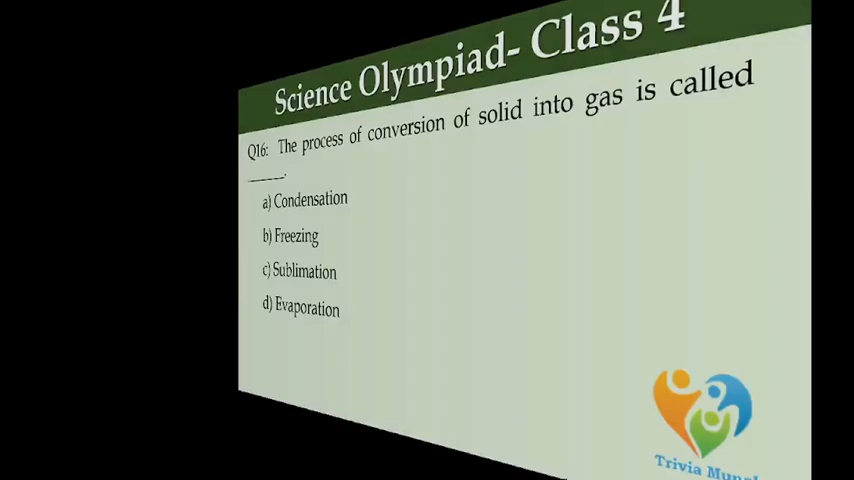 Science Olympiad- Class 4
Q16: The process of conversion of solid into gas is called
______.
a) Condensation
b) Freezing
c) Sublimation
d) Evaporation
Trivia